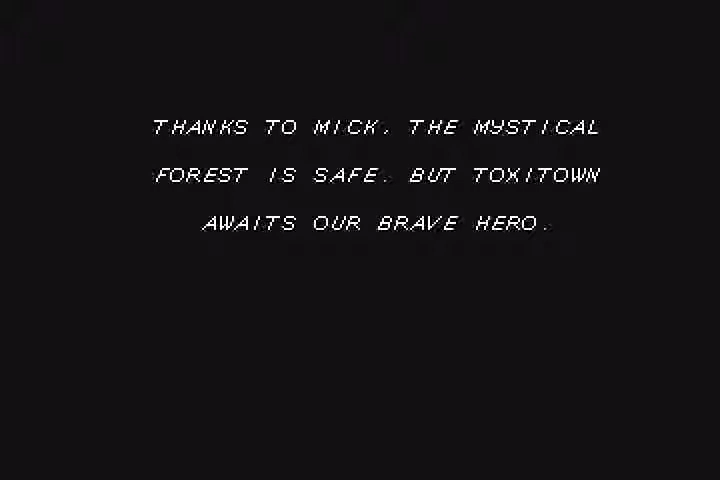 THANKS TO MICK, THE MYSTICAL
FOREST IS SAFE. BUT TOXITOWN
AWAITS OUR BRAVE HERO.